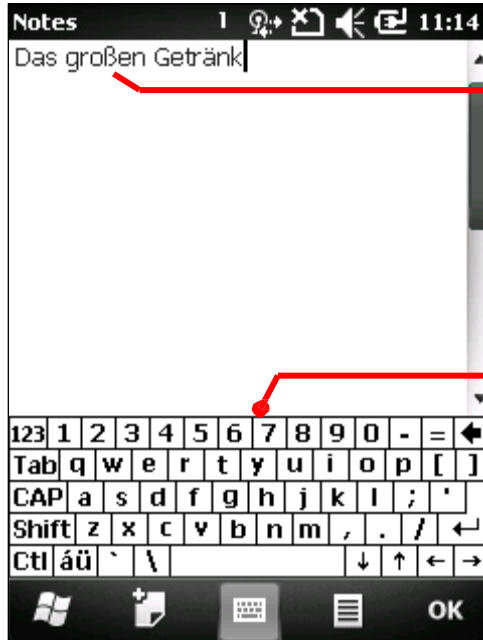 Notes 1 11:14
Das großen Getränk
123 1 2 3 4 5 6 7 8 9 0 - =
Tab q w e r t y u i o p [ ]
CAP a s d f g h j k l ; '
Shift z x c v b n m , . /
Ctl áü ` \ ↓ ↑ ← →
OK